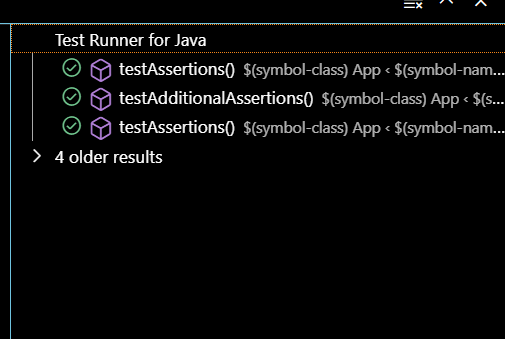 Test Runner for Java
testAssertions() $(symbol-class) App ‹ $(symbol-nam...
testAdditionalAssertions() $(symbol-class) App ‹ $(s...
testAssertions() $(symbol-class) App ‹ $(symbol-nam...
4 older results